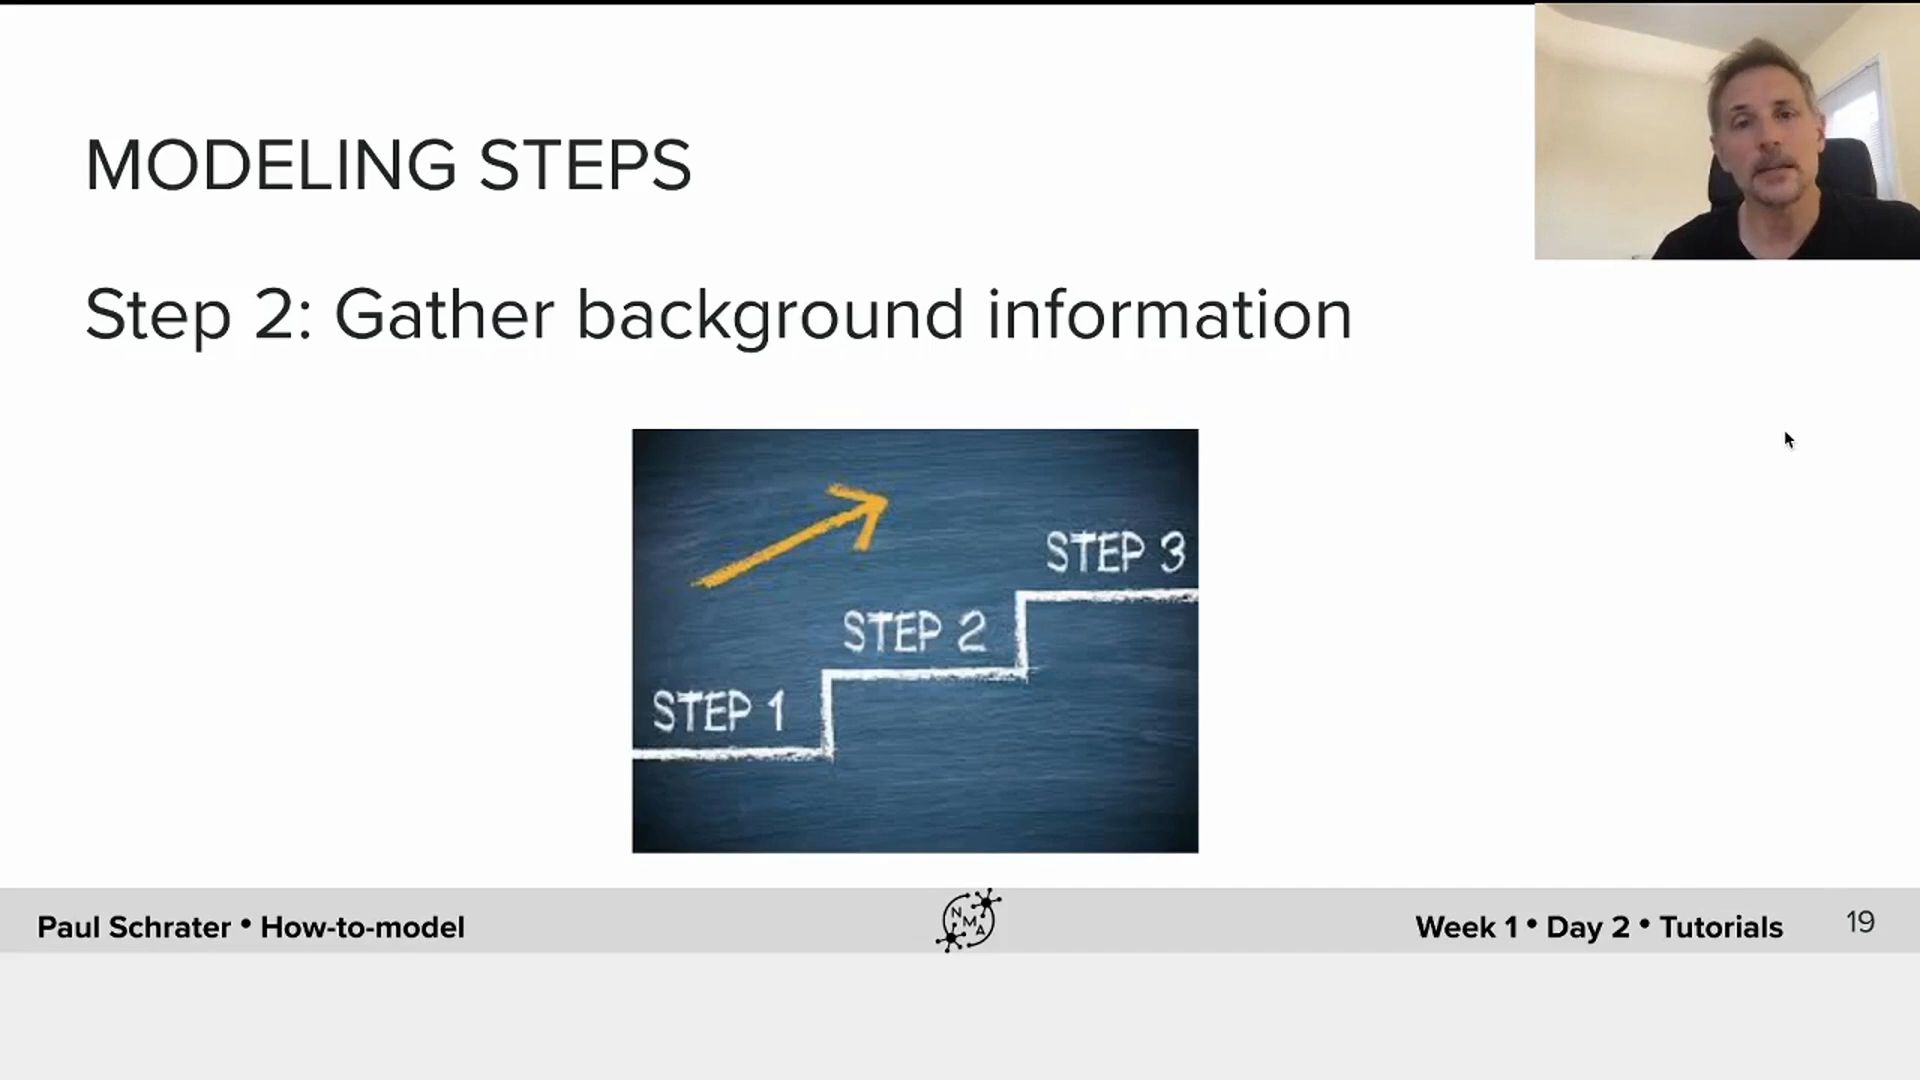 MODELING STEPS
Step 2: Gather background information
STEP 3
STEP 2
STEP 1
Paul Schrater • How-to-model
NMA
Week 1 • Day 2 • Tutorials
19